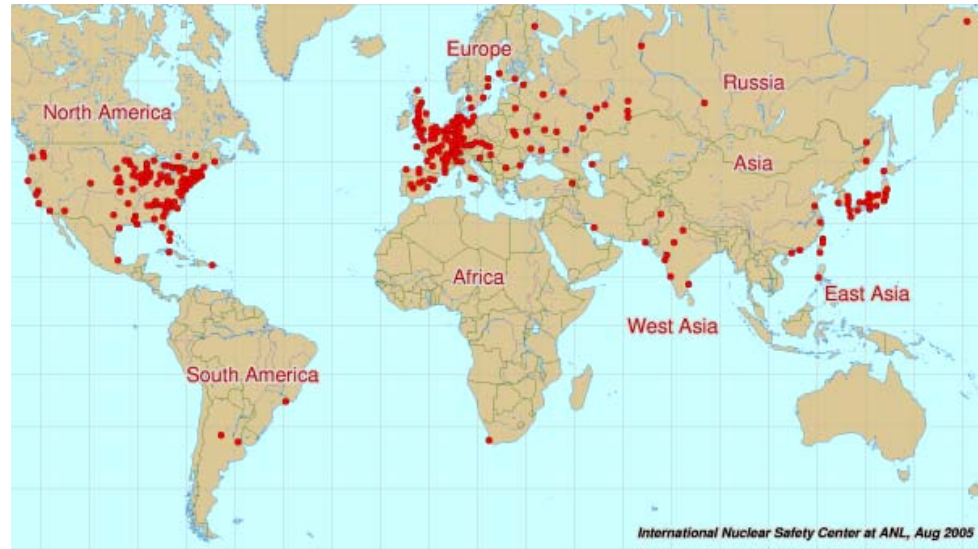 Europe
Russia
North America
Asia
Africa
East Asia
West Asia
South America
International Nuclear Safety Center at ANL, Aug 2005